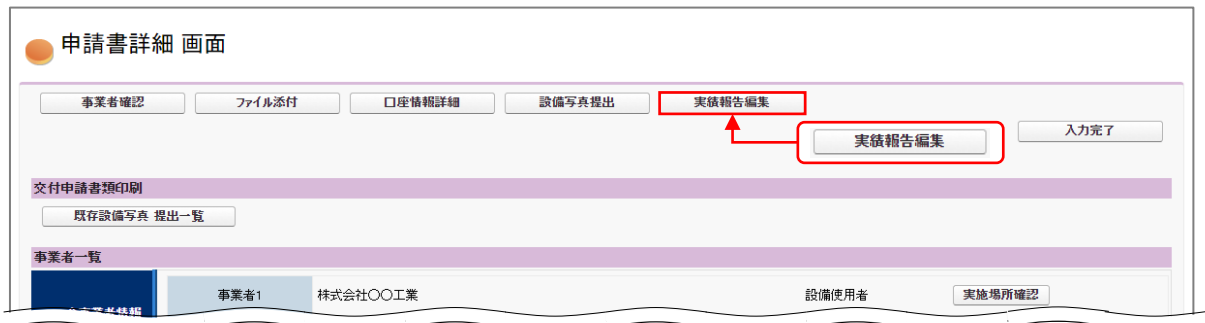 申請書詳細 画面
事業者確認 ファイル添付 口座情報詳細 設備写真提出 実績報告編集
実績報告編集 入力完了
交付申請書類印刷
既存設備写真 提出一覧
事業者一覧
事業者1 株式会社〇〇工業 設備使用者 実施場所確認